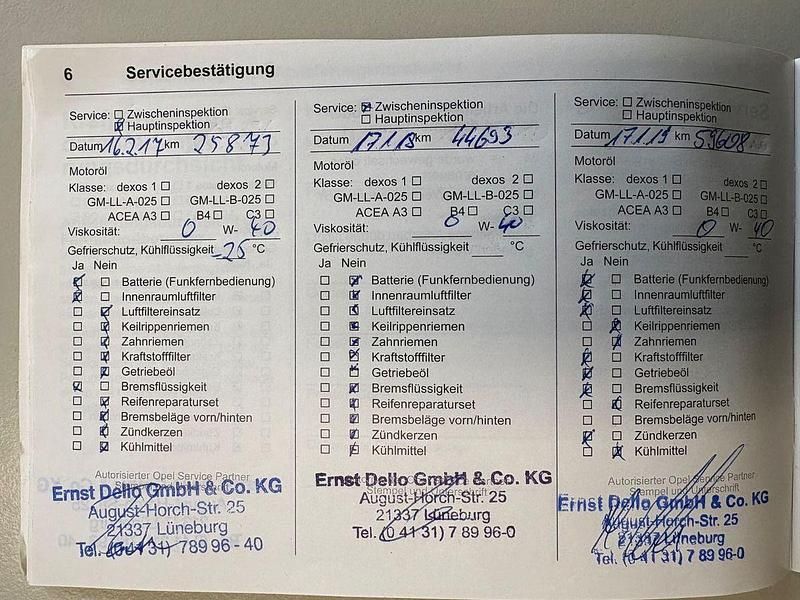 6 Servicebestätigung
Service: Zwischeninspektion
Hauptinspektion
Datum 16.2.17 km 25873
Motoröl
Klasse: dexos 1 dexos 2
GM-LL-A-025 GM-LL-B-025
ACEA A3 B4 C3
Viskosität: 0 W- 40
Gefrierschutz, Kühlflüssigkeit -25 °C
Ja Nein
Batterie (Funkfernbedienung)
Innenraumluftfilter
Luftfiltereinsatz
Keilrippenriemen
Zahnriemen
Kraftstofffilter
Getriebeöl
Bremsflüssigkeit
Reifenreparaturset
Bremsbeläge vorn/hinten
Zündkerzen
Kühlmittel
Autorisierter Opel Service Partner
Ernst Dello GmbH & Co. KG
August-Horch-Str. 25
21337 Lüneburg
Tel. (0 41 31) 789 96 - 40
Service: Zwischeninspektion
Hauptinspektion
Datum 17.1.18 km 44693
Motoröl
Klasse: dexos 1 dexos 2
GM-LL-A-025 GM-LL-B-025
ACEA A3 B4 C3
Viskosität: 0 W- 40
Gefrierschutz, Kühlflüssigkeit °C
Ja Nein
Batterie (Funkfernbedienung)
Innenraumluftfilter
Luftfiltereinsatz
Keilrippenriemen
Zahnriemen
Kraftstofffilter
Getriebeöl
Bremsflüssigkeit
Reifenreparaturset
Bremsbeläge vorn/hinten
Zündkerzen
Kühlmittel
Ernst Dello GmbH & Co. KG
Stempel und Unterschrift
August-Horch-Str. 25
21337 Lüneburg
Tel. (0 41 31) 7 89 96-0
Service: Zwischeninspektion
Hauptinspektion
Datum 17.1.19 km 59698
Motoröl
Klasse: dexos 1 dexos 2
GM-LL-A-025 GM-LL-B-025
ACEA A3 B4 C3
Viskosität: 0 W- 40
Gefrierschutz, Kühlflüssigkeit °C
Ja Nein
Batterie (Funkfernbedienung)
Innenraumluftfilter
Luftfiltereinsatz
Keilrippenriemen
Zahnriemen
Kraftstofffilter
Getriebeöl
Bremsflüssigkeit
Reifenreparaturset
Bremsbeläge vorn/hinten
Zündkerzen
Kühlmittel
Autorisierter Opel Service Partner
Stempel und Unterschrift
Ernst Dello GmbH & Co. KG
August-Horch-Str. 25
21337 Lüneburg
Tel. (0 41 31) 7 89 96-0